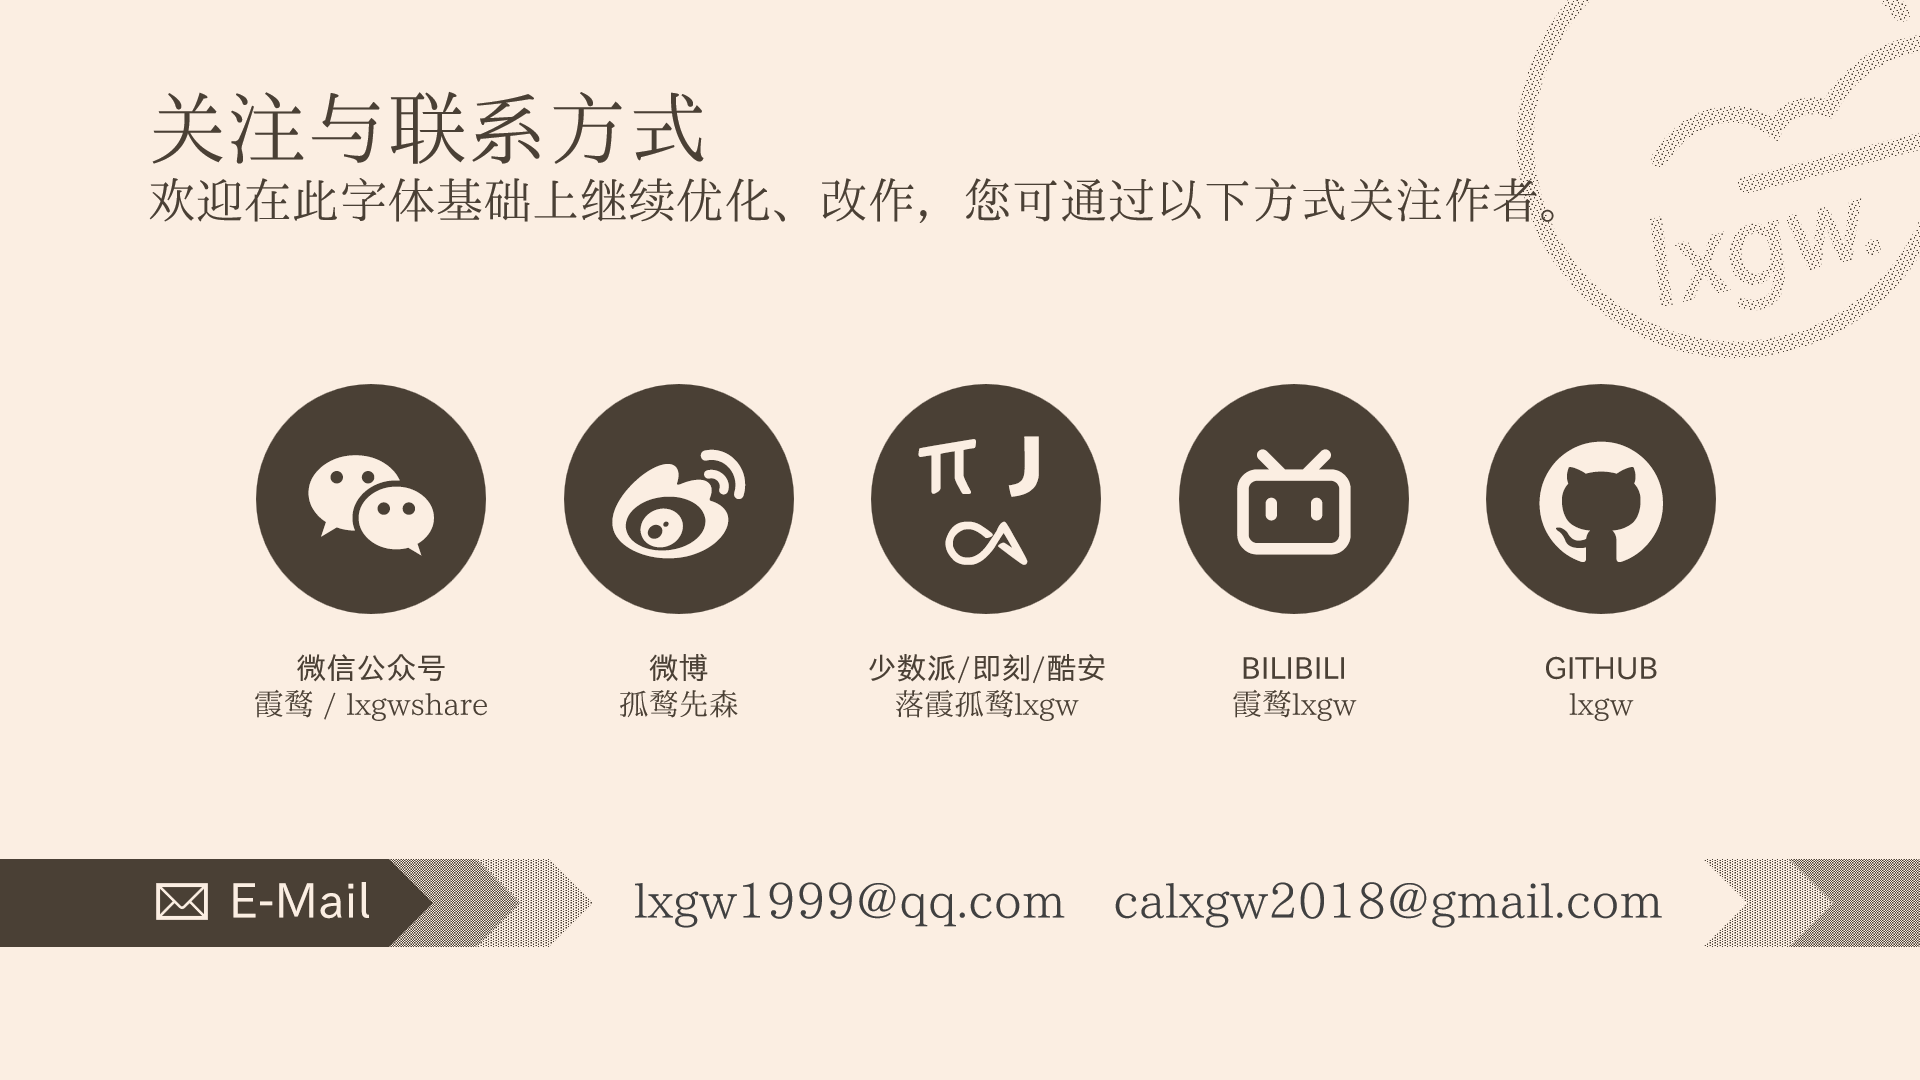 关注与联系方式
欢迎在此字体基础上继续优化、改作，您可通过以下方式关注作者。
lxgw.
微信公众号
霞鹜 / lxgwshare
微博
孤鹜先森
少数派/即刻/酷安
落霞孤鹜lxgw
BILIBILI
霞鹜lxgw
GITHUB
lxgw
E-Mail
lxgw1999@qq.com calxgw2018@gmail.com